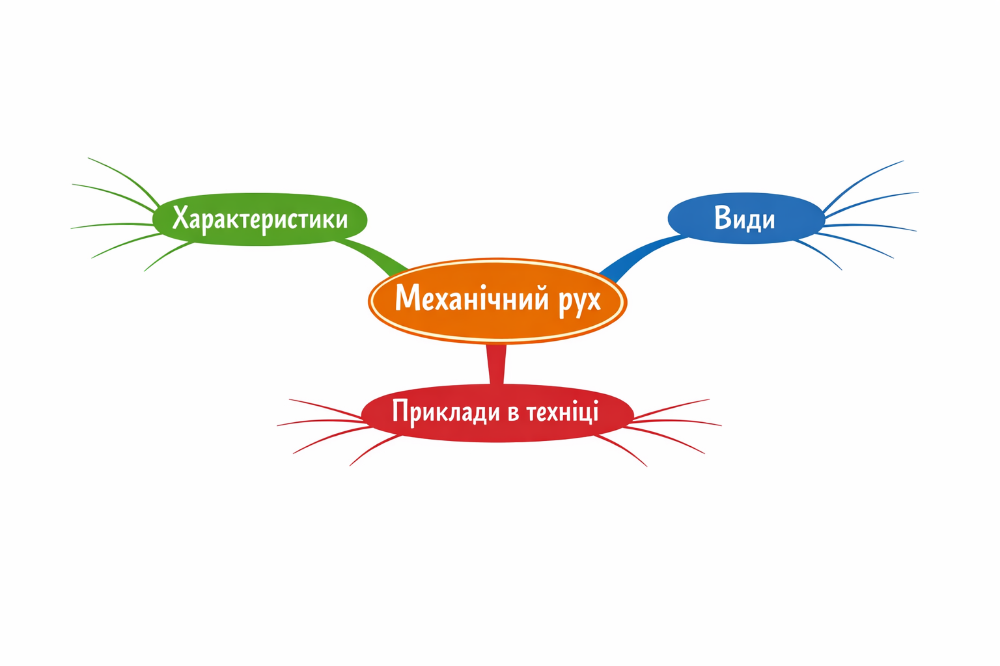 Характеристики
Види
Механічний рух
Приклади в техніці